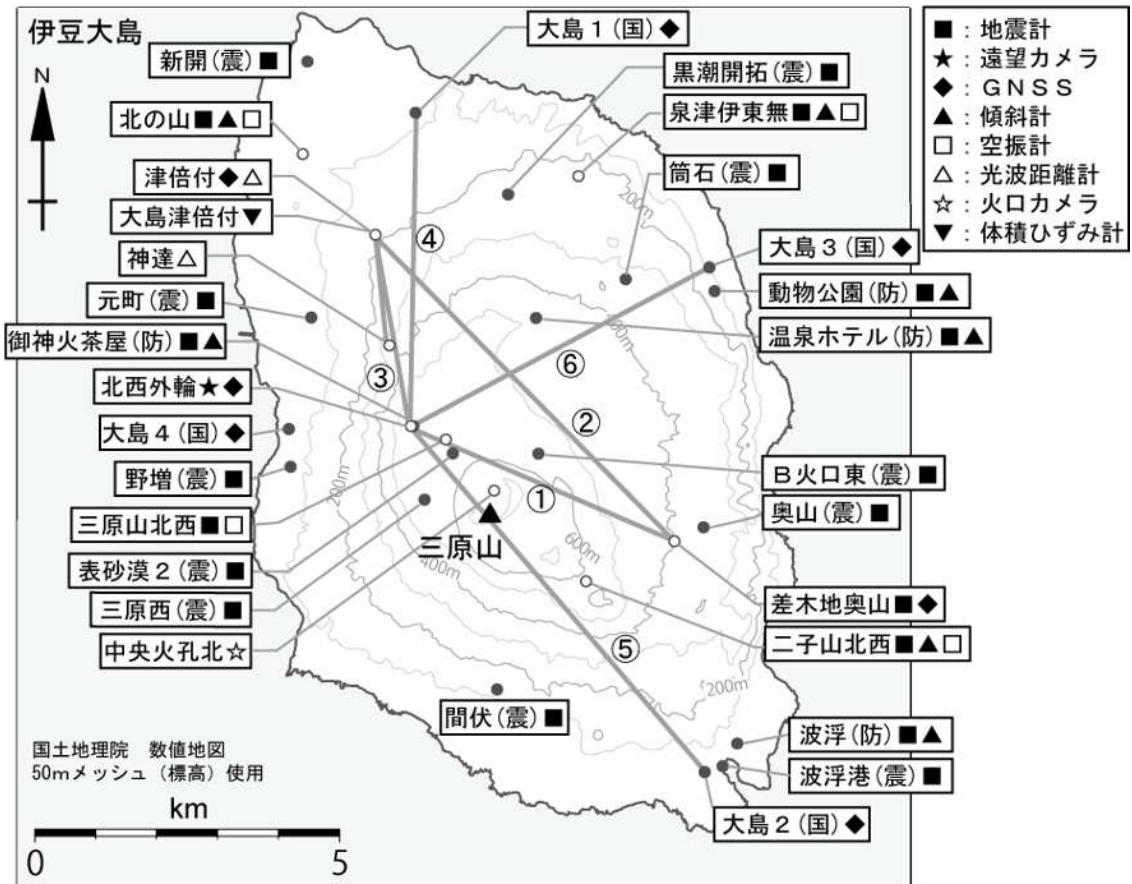 伊豆大島
N
新開(震)■
北の山■▲□
津倍付◆△
大島津倍付▼
神達△
元町(震)■
御神火茶屋(防)■▲
北西外輪★◆
大島4(国)◆
野増(震)■
三原山北西■□
表砂漠2(震)■
三原西(震)■
中央火孔北☆
大島1(国)◆
黒潮開拓(震)■
泉津伊東無■▲□
筒石(震)■
大島3(国)◆
動物公園(防)■▲
温泉ホテル(防)■▲
B火口東(震)■
奥山(震)■
差木地奥山■◆
二子山北西■▲□
波浮(防)■▲
波浮港(震)■
大島2(国)◆
間伏(震)■
▲
三原山
①
②
③
④
⑤
⑥
200m
200m
400m
600m
200m
■:地震計
★:遠望カメラ
◆:GNSS
▲:傾斜計
□:空振計
△:光波距離計
☆:火口カメラ
▼:体積ひずみ計
国土地理院 数値地図
50mメッシュ(標高)使用
km
0 5